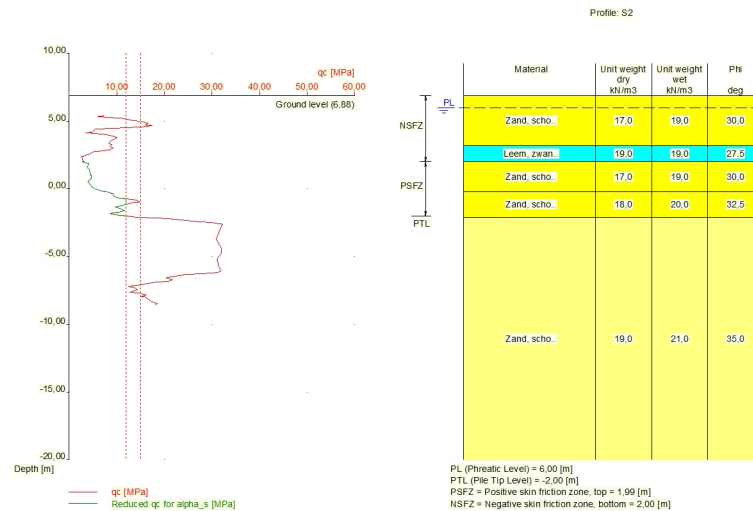 Profile: S2
10,00
qc [MPa]
10,00 20,00 30,00 40,00 50,00 60,00
Ground level (6,88)
5,00
0,00
-5,00
-10,00
-15,00
-20,00
Depth [m]
qc [MPa]
Reduced qc for alpha_s [MPa]
Material Unit weight dry kN/m3 Unit weight wet kN/m3 Phi deg
PL
NSFZ
Zand, scho.. 17,0 19,0 30,0
Leem, zwan.. 19,0 19,0 27,5
PSFZ
Zand, scho.. 17,0 19,0 30,0
Zand, scho.. 18,0 20,0 32,5
PTL
Zand, scho.. 19,0 21,0 35,0
PL (Phreatic Level) = 6,00 [m]
PTL (Pile Tip Level) = -2,00 [m]
PSFZ = Positive skin friction zone, top = 1,99 [m]
NSFZ = Negative skin friction zone, bottom = 2,00 [m]